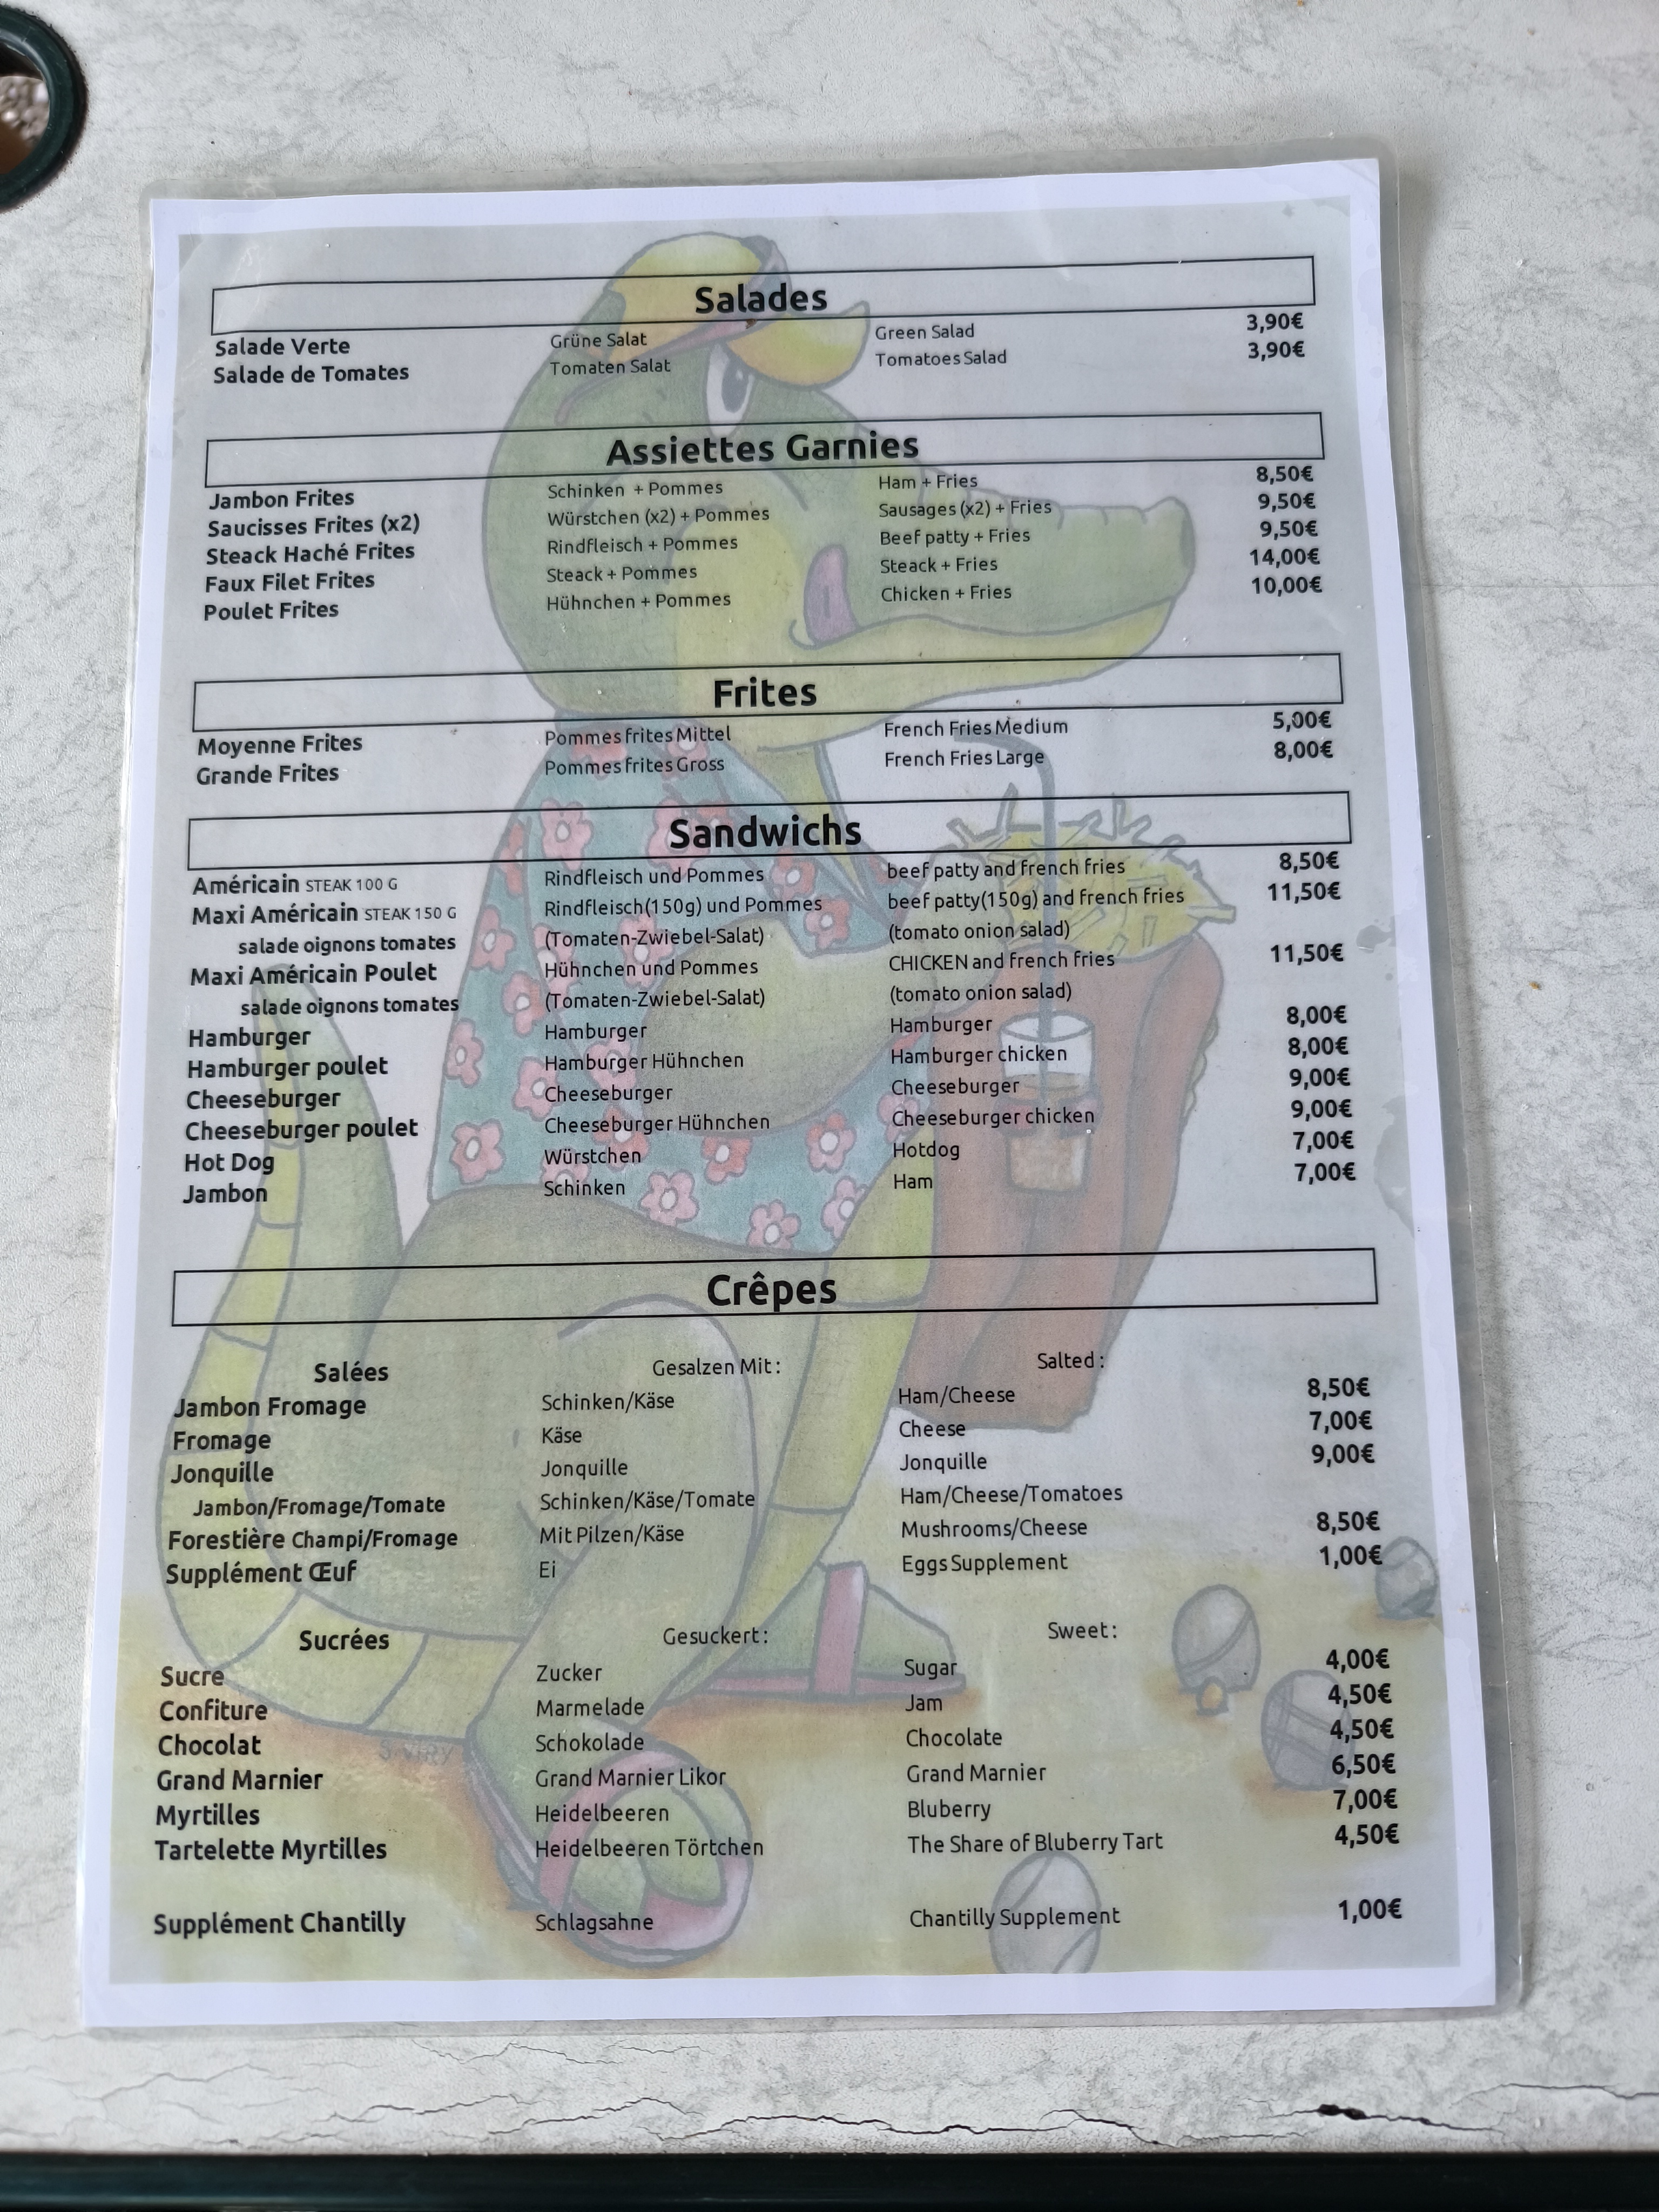 Salades
Salade Verte Grüne Salat Green Salad 3,90€
Salade de Tomates Tomaten Salat Tomatoes Salad 3,90€
Assiettes Garnies
Jambon Frites Schinken + Pommes Ham + Fries 8,50€
Saucisses Frites (x2) Würstchen (x2) + Pommes Sausages (x2) + Fries 9,50€
Steack Haché Frites Rindfleisch + Pommes Beef patty + Fries 9,50€
Faux Filet Frites Steack + Pommes Steack + Fries 14,00€
Poulet Frites Hühnchen + Pommes Chicken + Fries 10,00€
Frites
Moyenne Frites Pommes frites Mittel French Fries Medium 5,00€
Grande Frites Pommes frites Gross French Fries Large 8,00€
Sandwichs
Américain STEAK 100 G Rindfleisch und Pommes beef patty and french fries 8,50€
Maxi Américain STEAK 150 G Rindfleisch(150g) und Pommes beef patty(150g) and french fries 11,50€
salade oignons tomates (Tomaten-Zwiebel-Salat) (tomato onion salad)
Maxi Américain Poulet Hühnchen und Pommes CHICKEN and french fries 11,50€
salade oignons tomates (Tomaten-Zwiebel-Salat) (tomato onion salad)
Hamburger Hamburger Hamburger 8,00€
Hamburger poulet Hamburger Hühnchen Hamburger chicken 8,00€
Cheeseburger Cheeseburger Cheeseburger 9,00€
Cheeseburger poulet Cheeseburger Hühnchen Cheeseburger chicken 9,00€
Hot Dog Würstchen Hotdog 7,00€
Jambon Schinken Ham 7,00€
Crêpes
Salées Gesalzen Mit : Salted :
Jambon Fromage Schinken/Käse Ham/Cheese 8,50€
Fromage Käse Cheese 7,00€
Jonquille Jonquille Jonquille 9,00€
Jambon/Fromage/Tomate Schinken/Käse/Tomate Ham/Cheese/Tomatoes
Forestière Champi/Fromage Mit Pilzen/Käse Mushrooms/Cheese 8,50€
Supplément Œuf Ei Eggs Supplement 1,00€
Sucrées Gesuckert : Sweet :
Sucre Zucker Sugar 4,00€
Confiture Marmelade Jam 4,50€
Chocolat Schokolade Chocolate 4,50€
Grand Marnier Grand Marnier Likor Grand Marnier 6,50€
Myrtilles Heidelbeeren Bluberry 7,00€
Tartelette Myrtilles Heidelbeeren Törtchen The Share of Bluberry Tart 4,50€
S. VIRY
Supplément Chantilly Schlagsahne Chantilly Supplement 1,00€